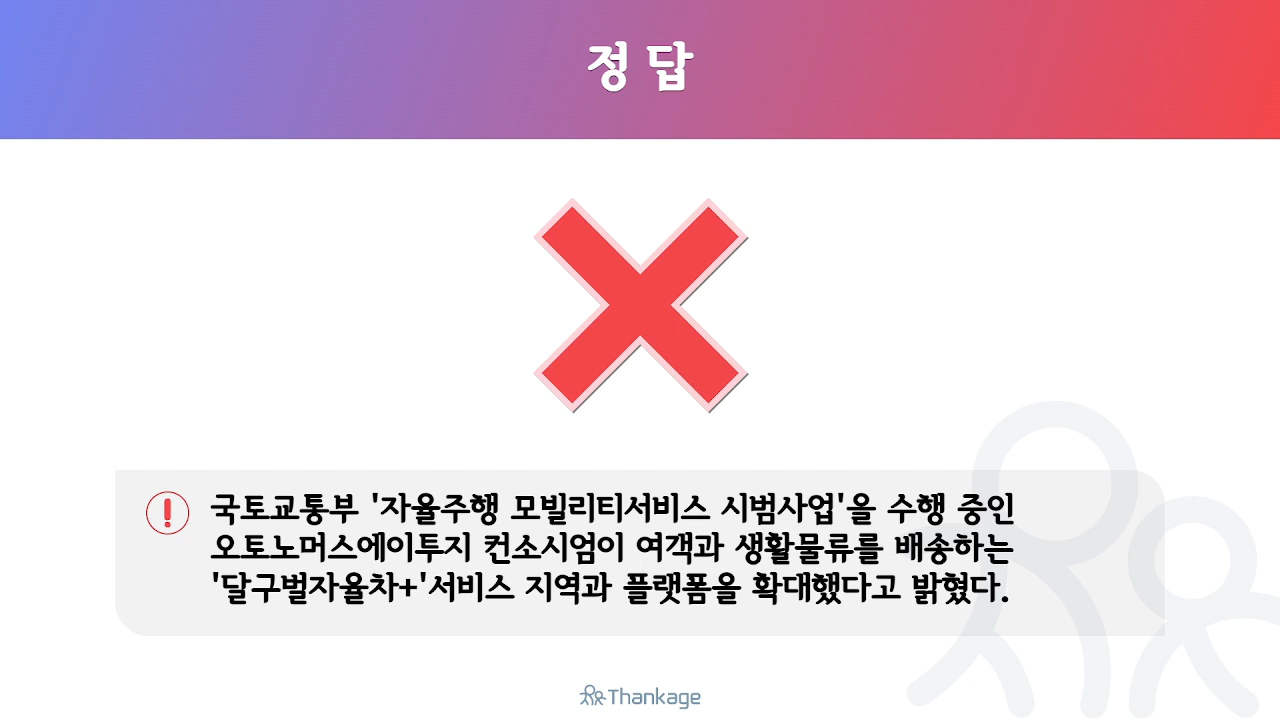 정답
국토교통부 '자율주행 모빌리티서비스 시범사업'을 수행 중인
오토노머스에이투지 컨소시엄이 여객과 생활물류를 배송하는
'달구벌자율차+'서비스 지역과 플랫폼을 확대했다고 밝혔다.
Thankage